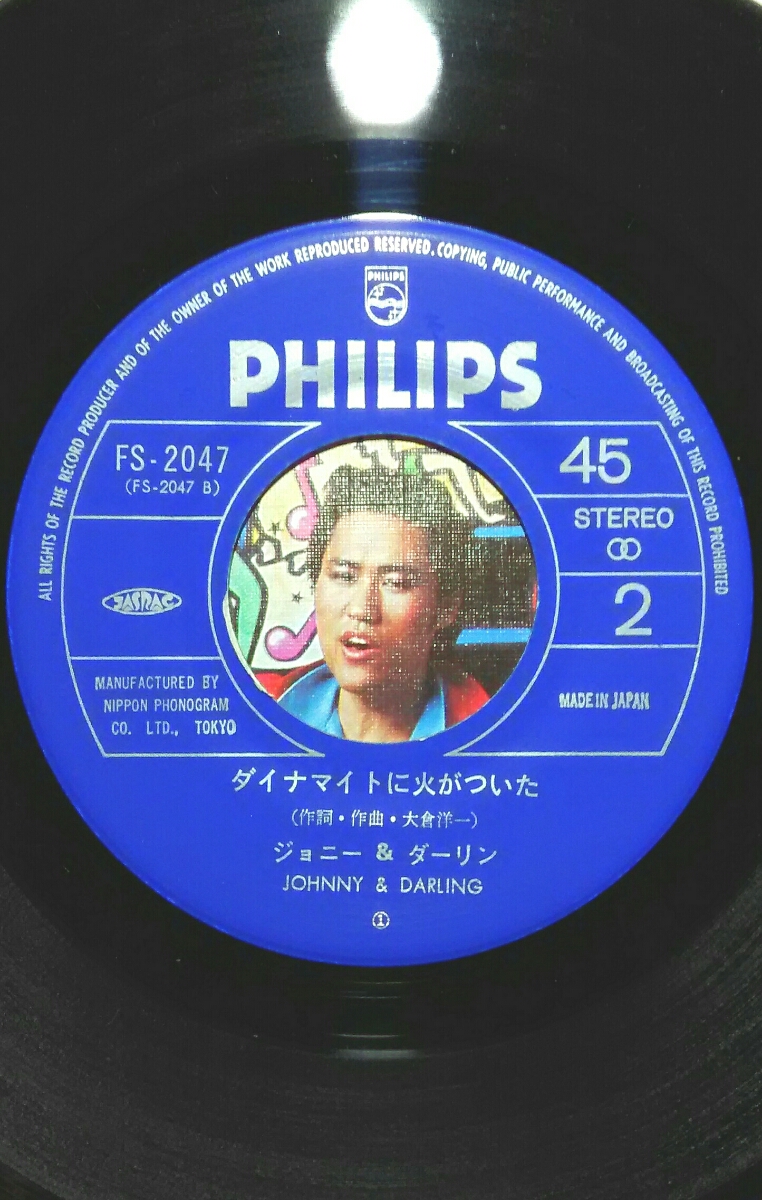 ALL RIGHTS OF THE RECORD PRODUCER AND OF THE OWNER OF THE WORK REPRODUCED RESERVED. COPYING, PUBLIC PERFORMANCE AND BROADCASTING OF THIS RECORD PROHIBITED
PHILIPS
PHILIPS
FS-2047
(FS-2047 B)
45
STEREO
JASRAC
2
MANUFACTURED BY
NIPPON PHONOGRAM
CO. LTD., TOKYO
MADE IN JAPAN
ダイナマイトに火がついた
(作詞・作曲・大倉洋一)
ジョニー & ダーリン
JOHNNY & DARLING
①